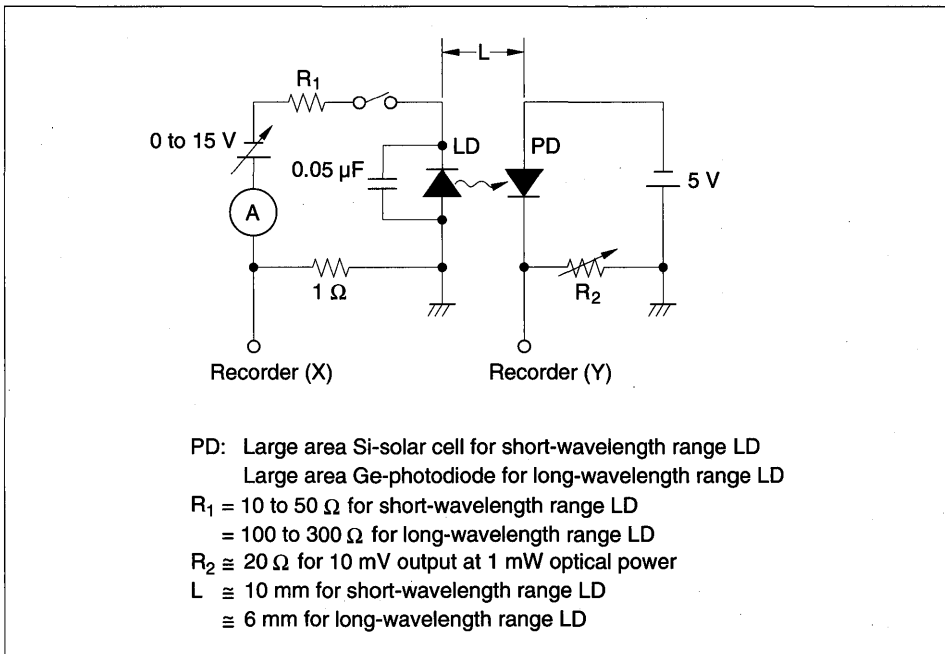 L
R₁
0 to 15 V
LD
PD
0.05 µF
5 V
A
1 Ω
R₂
Recorder (X)
Recorder (Y)
PD: Large area Si-solar cell for short-wavelength range LD
Large area Ge-photodiode for long-wavelength range LD
R₁ = 10 to 50 Ω for short-wavelength range LD
= 100 to 300 Ω for long-wavelength range LD
R₂ ≅ 20 Ω for 10 mV output at 1 mW optical power
L ≅ 10 mm for short-wavelength range LD
≅ 6 mm for long-wavelength range LD